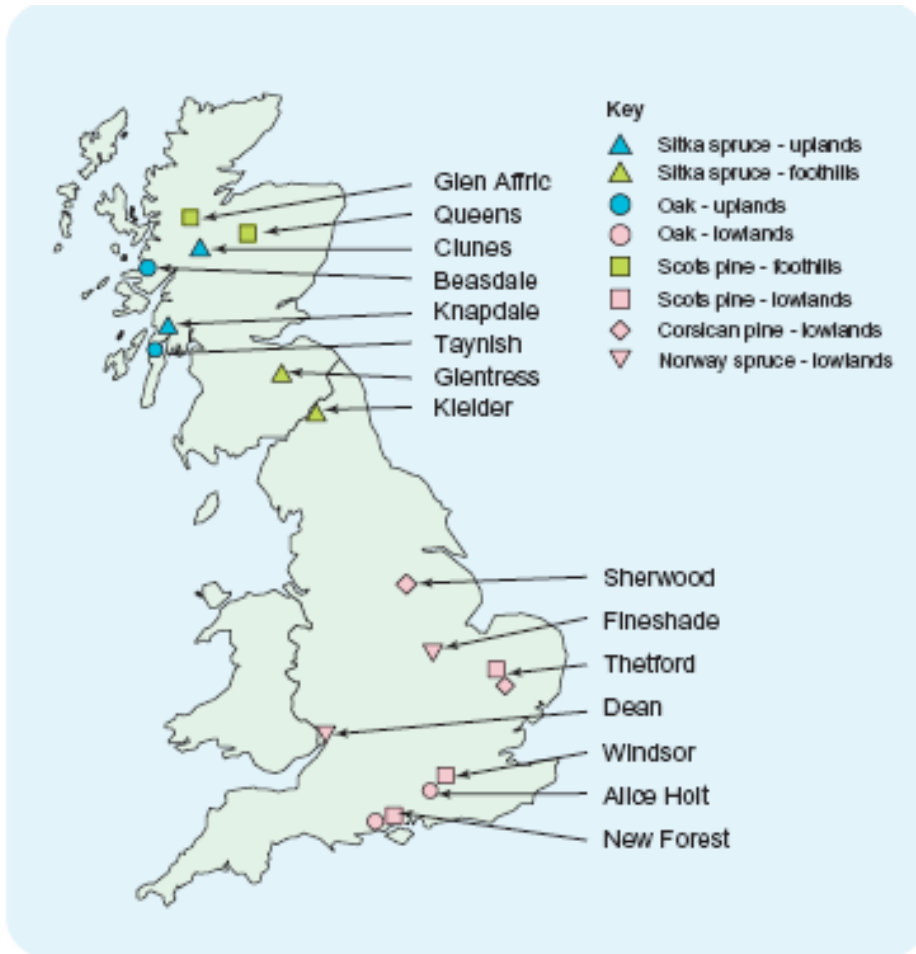 Key
Sitka spruce - uplands
Sitka spruce - foothills
Oak - uplands
Oak - lowlands
Scots pine - foothills
Scots pine - lowlands
Corsican pine - lowlands
Norway spruce - lowlands
Glen Affric
Queens
Clunes
Beasdale
Knapdale
Taynish
Glentress
Kielder
Sherwood
Fineshade
Thetford
Dean
Windsor
Alice Holt
New Forest